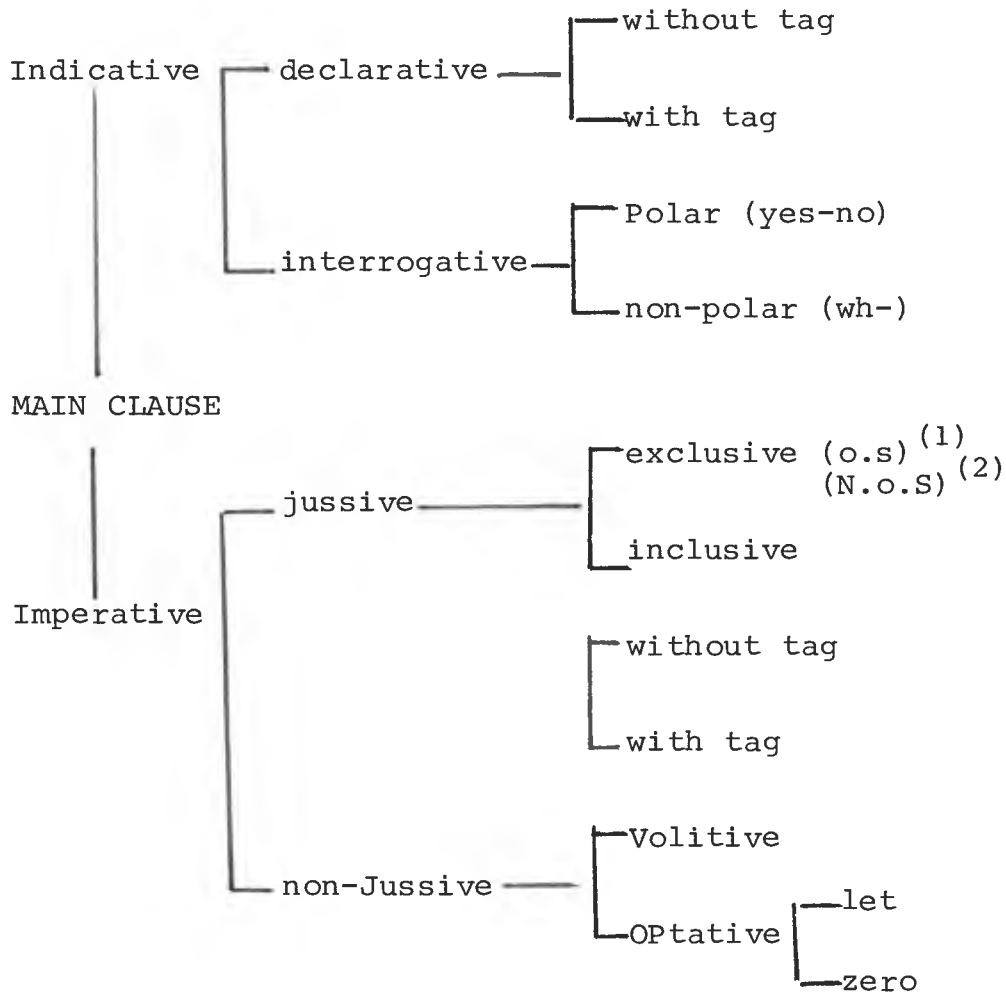 without tag
Indicative declarative
with tag
Polar (yes-no)
interrogative
non-polar (wh-)
MAIN CLAUSE
exclusive (o.s)(1)
(N.o.S)(2)
jussive
inclusive
Imperative
without tag
with tag
Volitive
non-Jussive
let
OPtative
zero